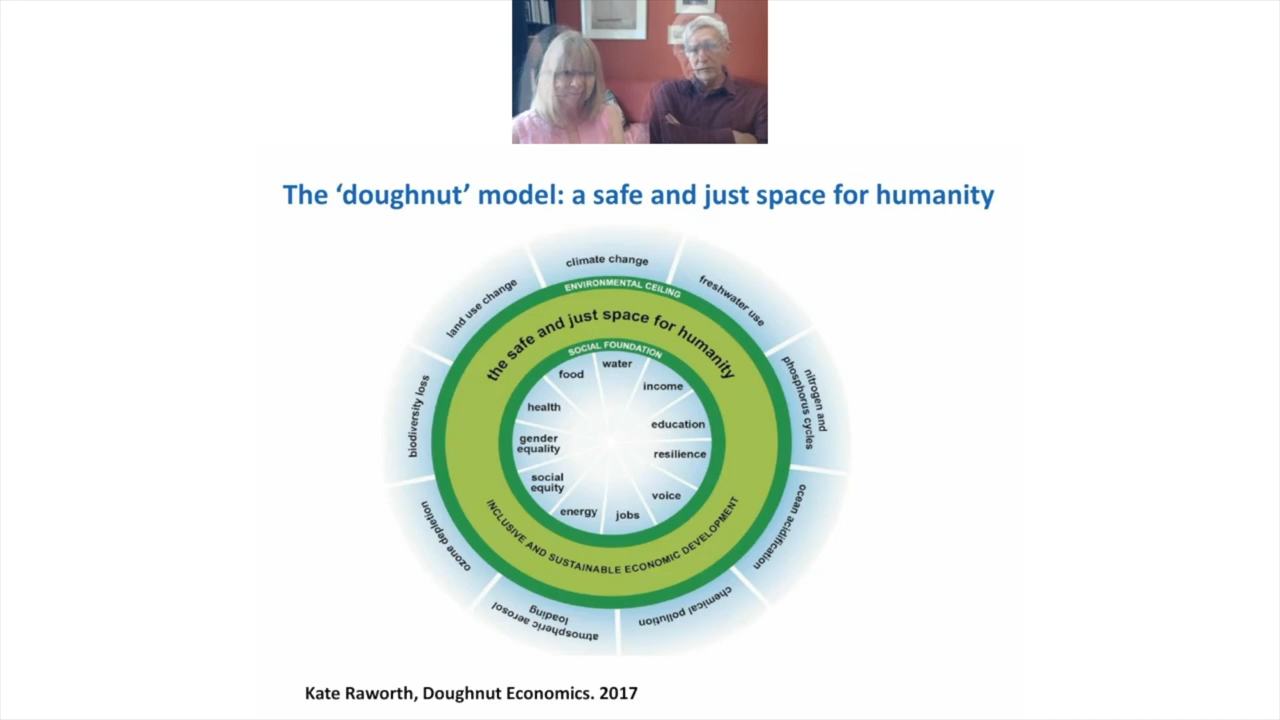 The ‘doughnut’ model: a safe and just space for humanity
climate change
freshwater use
nitrogen and
phosphorus cycles
ocean acidification
chemical pollution
atmospheric aerosol
loading
ozone depletion
biodiversity loss
land use change
ENVIRONMENTAL CEILING
the safe and just space for humanity
SOCIAL FOUNDATION
water
income
education
resilience
voice
jobs
energy
social
equity
gender
equality
health
food
INCLUSIVE AND SUSTAINABLE ECONOMIC DEVELOPMENT
Kate Raworth, Doughnut Economics. 2017